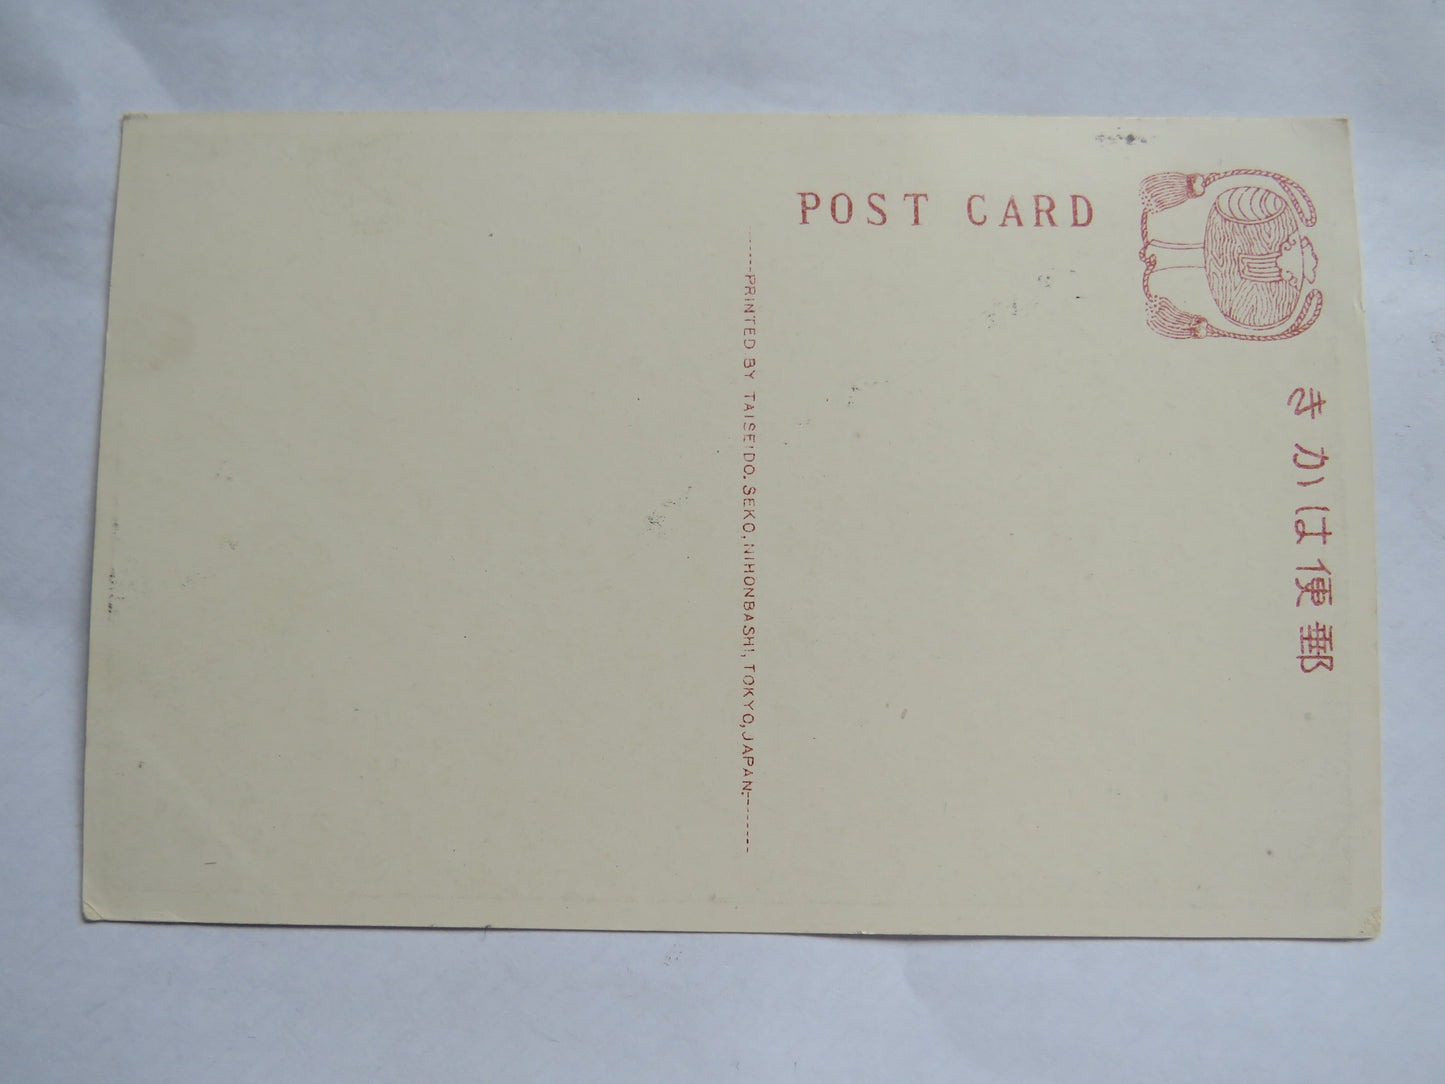 POST CARD
郵便はかき
PRINTED BY TAISEIDO. SEKO, NIHONBASHI, TOKYO, JAPAN.